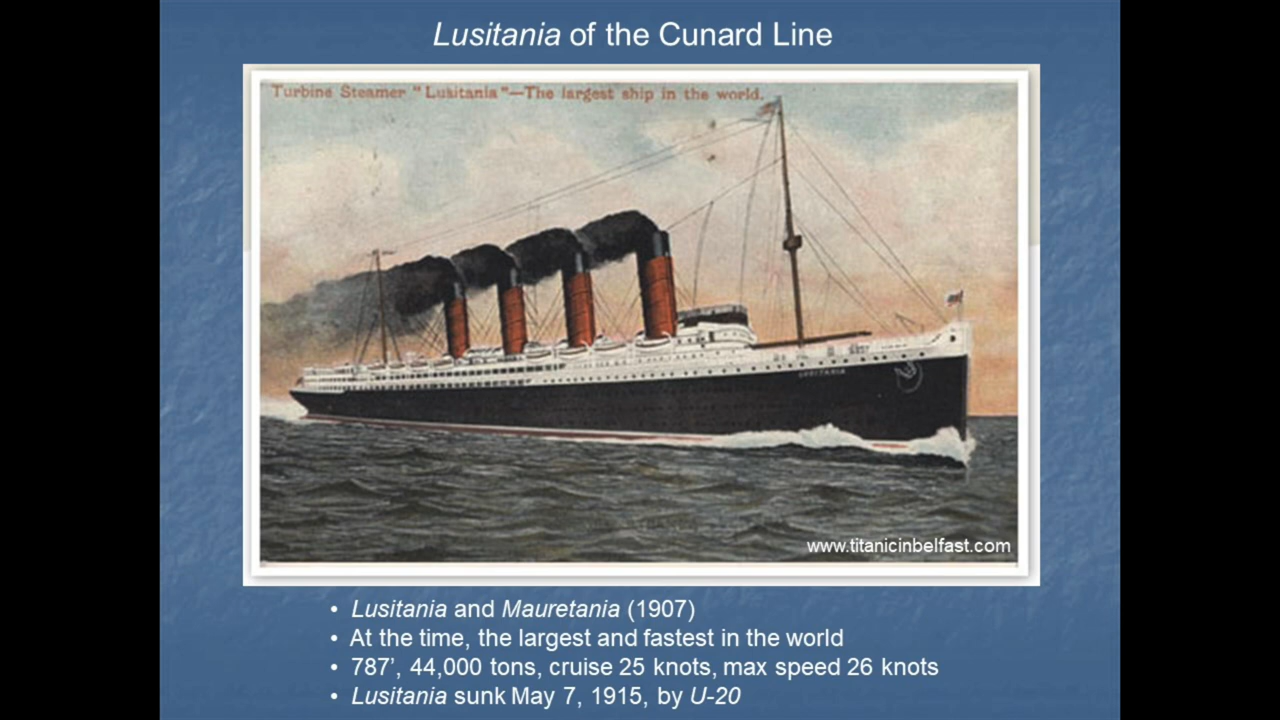 Lusitania of the Cunard Line
Turbine Steamer "Lusitania"—The largest ship in the world.
LUSITANIA
www.titanicinbelfast.com
• Lusitania and Mauretania (1907)
• At the time, the largest and fastest in the world
• 787’, 44,000 tons, cruise 25 knots, max speed 26 knots
• Lusitania sunk May 7, 1915, by U-20